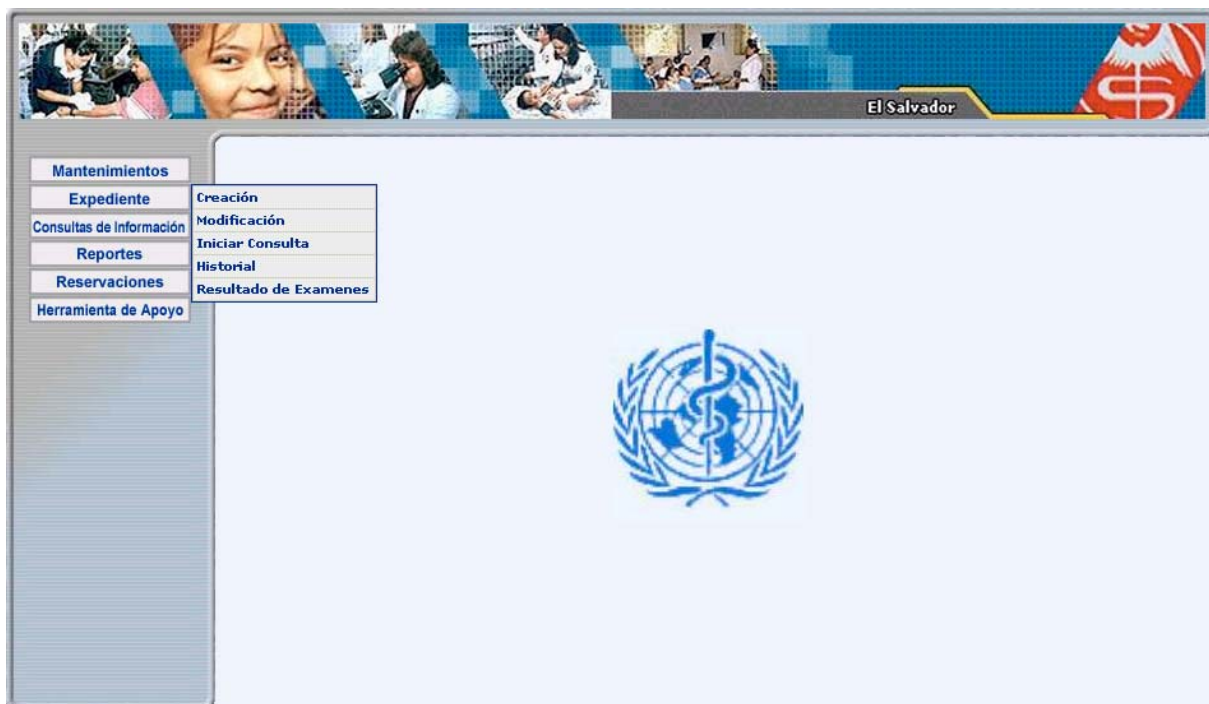 El Salvador
Mantenimientos
Expediente
Consultas de Información
Reportes
Reservaciones
Herramienta de Apoyo
Creación
Modificación
Iniciar Consulta
Historial
Resultado de Examenes